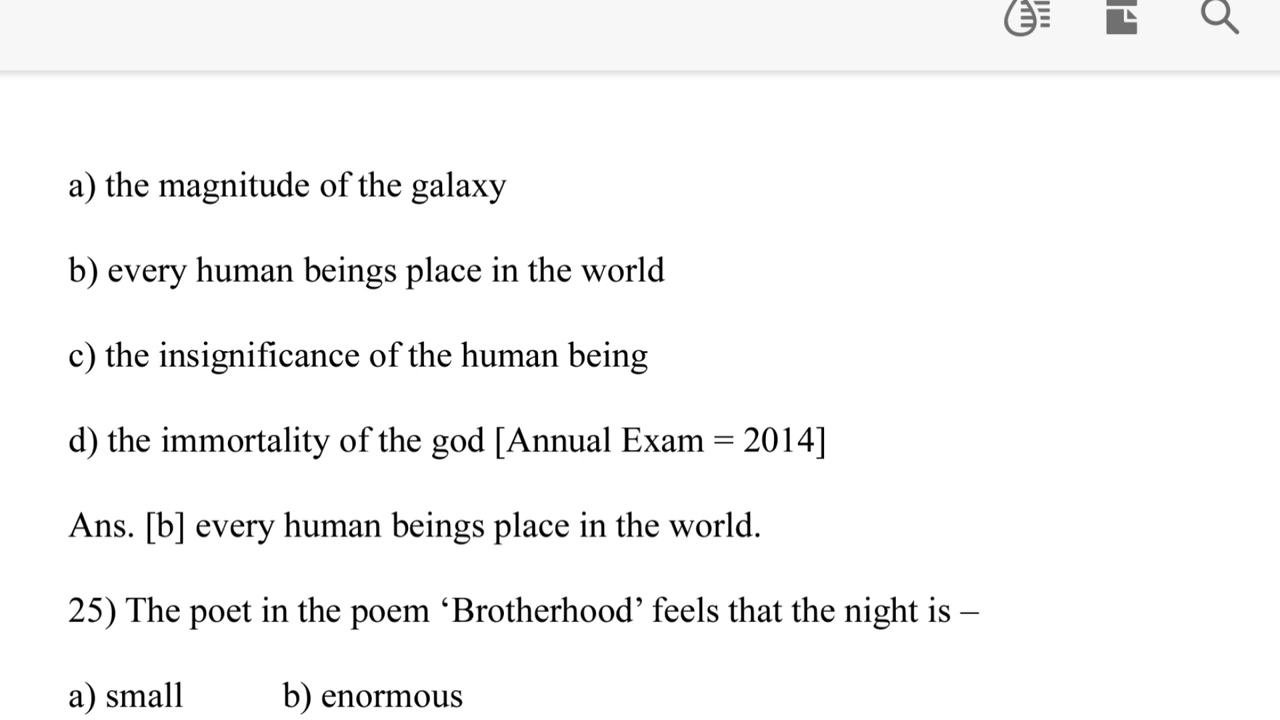 a) the magnitude of the galaxy
b) every human beings place in the world
c) the insignificance of the human being
d) the immortality of the god [Annual Exam = 2014]
Ans. [b] every human beings place in the world.
25) The poet in the poem ‘Brotherhood’ feels that the night is –
a) small b) enormous